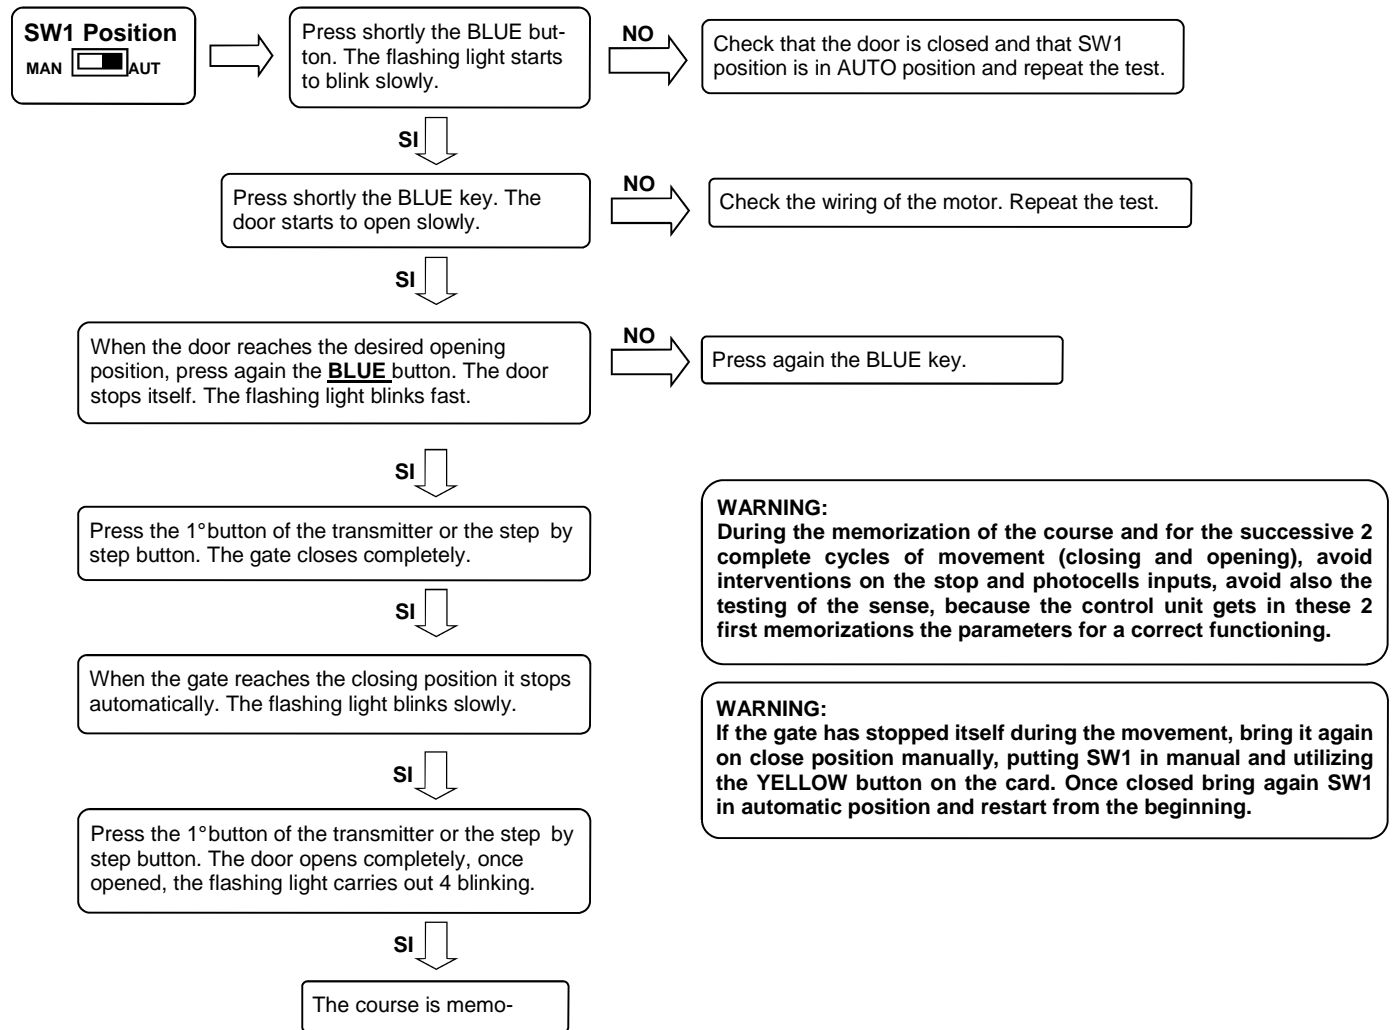 SW1 Position
MAN AUT
Press shortly the BLUE but-
ton. The flashing light starts
to blink slowly.
NO
Check that the door is closed and that SW1
position is in AUTO position and repeat the test.
SI
Press shortly the BLUE key. The
door starts to open slowly.
NO
Check the wiring of the motor. Repeat the test.
SI
When the door reaches the desired opening
position, press again the BLUE button. The door
stops itself. The flashing light blinks fast.
NO
Press again the BLUE key.
SI
Press the 1° button of the transmitter or the step by
step button. The gate closes completely.
SI
When the gate reaches the closing position it stops
automatically. The flashing light blinks slowly.
SI
Press the 1° button of the transmitter or the step by
step button. The door opens completely, once
opened, the flashing light carries out 4 blinking.
SI
The course is memo-
WARNING:
During the memorization of the course and for the successive 2
complete cycles of movement (closing and opening), avoid
interventions on the stop and photocells inputs, avoid also the
testing of the sense, because the control unit gets in these 2
first memorizations the parameters for a correct functioning.
WARNING:
If the gate has stopped itself during the movement, bring it again
on close position manually, putting SW1 in manual and utilizing
the YELLOW button on the card. Once closed bring again SW1
in automatic position and restart from the beginning.